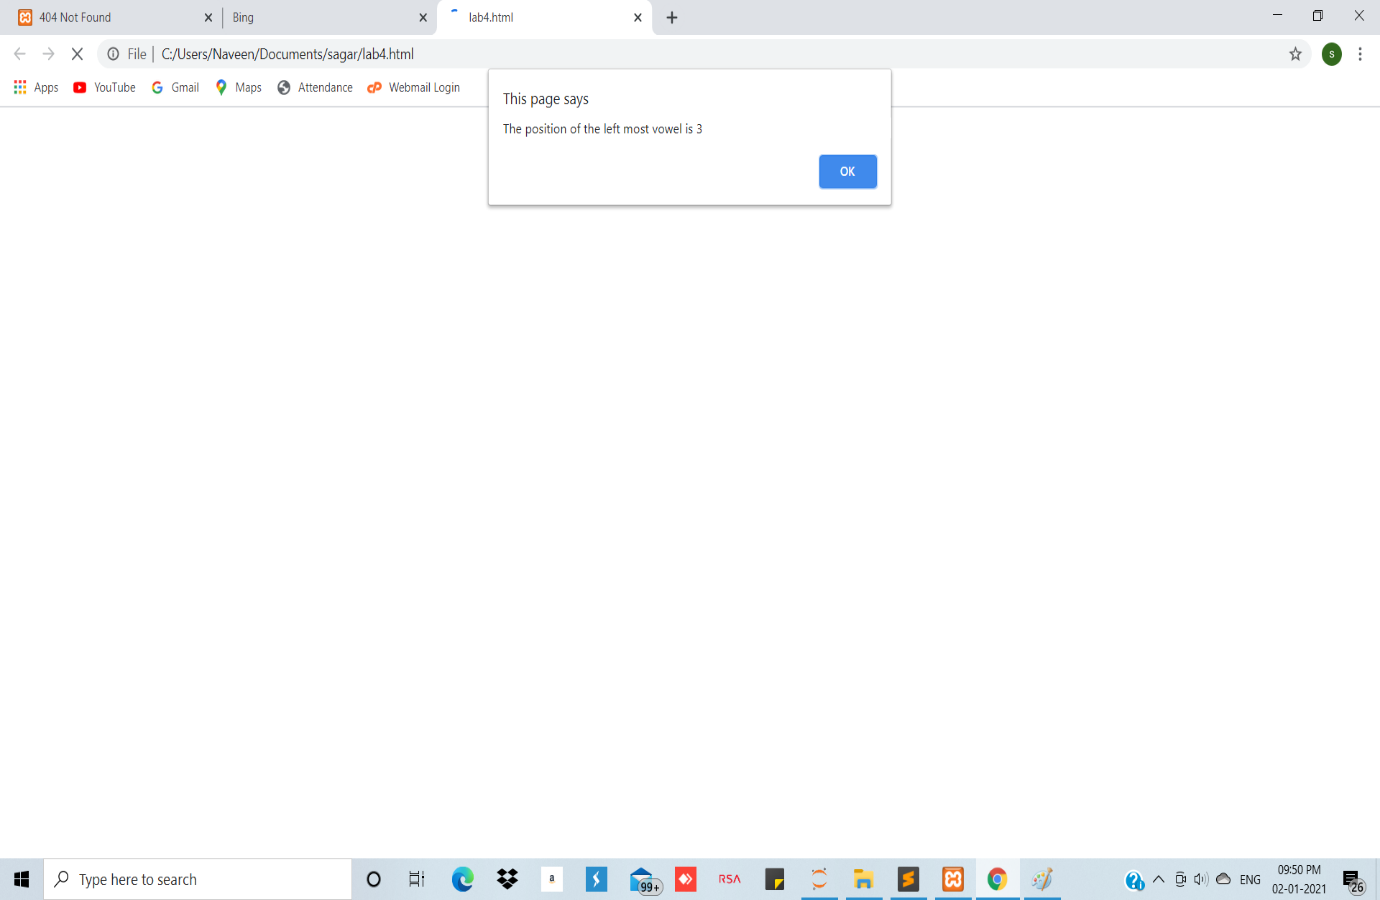 404 Not Found
Bing
lab4.html
File
C:/Users/Naveen/Documents/sagar/lab4.html
S
Apps
YouTube
Gmail
Maps
Attendance
Webmail Login
This page says
The position of the left most vowel is 3
OK
Type here to search
a
99+
RSA
ENG
09:50 PM
02-01-2021
26